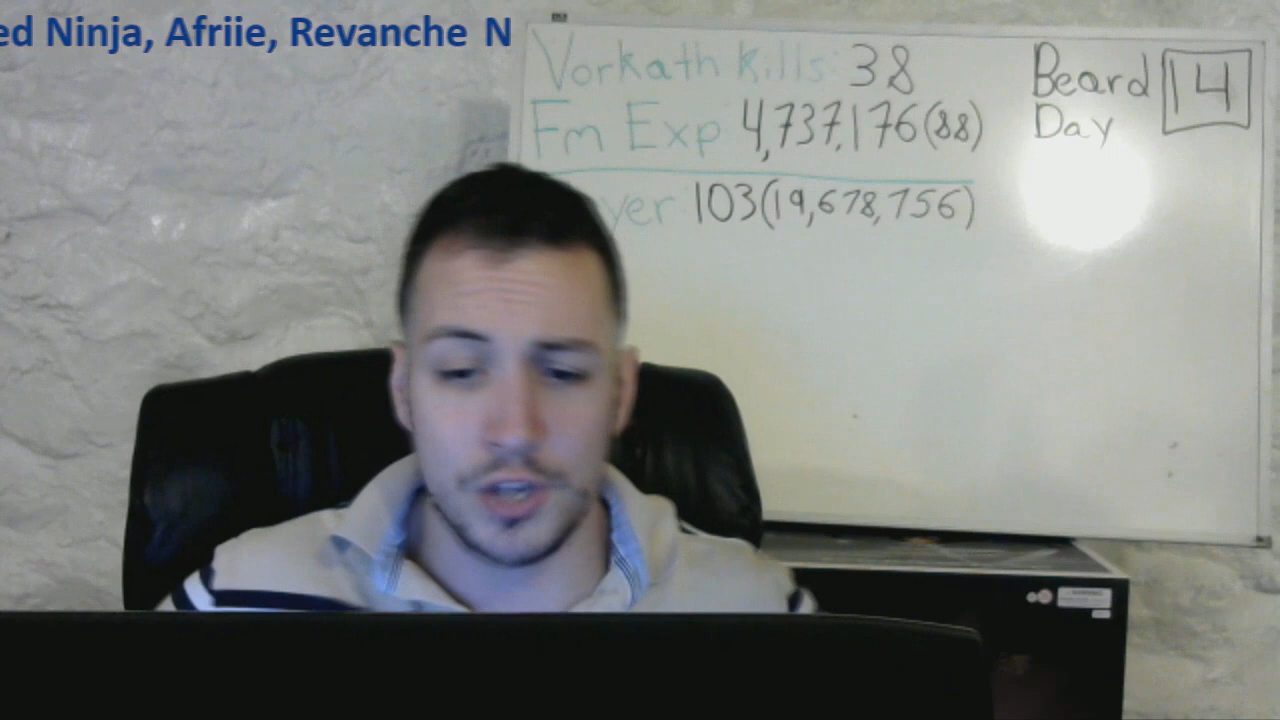 ed Ninja, Afriie, Revanche N
Vorkath Kills: 38
Fm Exp 4,737,176(88)
yer 103(19,678,756)
Beard 14
Day